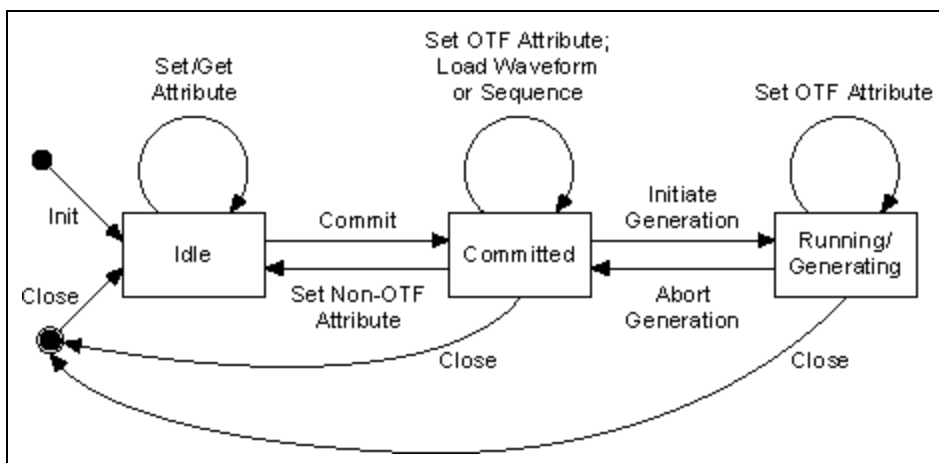 Set OTF Attribute;
Load Waveform
or Sequence
Set/Get
Attribute
Set OTF Attribute
Init
Commit
Initiate
Generation
Idle
Committed
Running/
Generating
Close
Set Non-OTF
Attribute
Abort
Generation
Close
Close